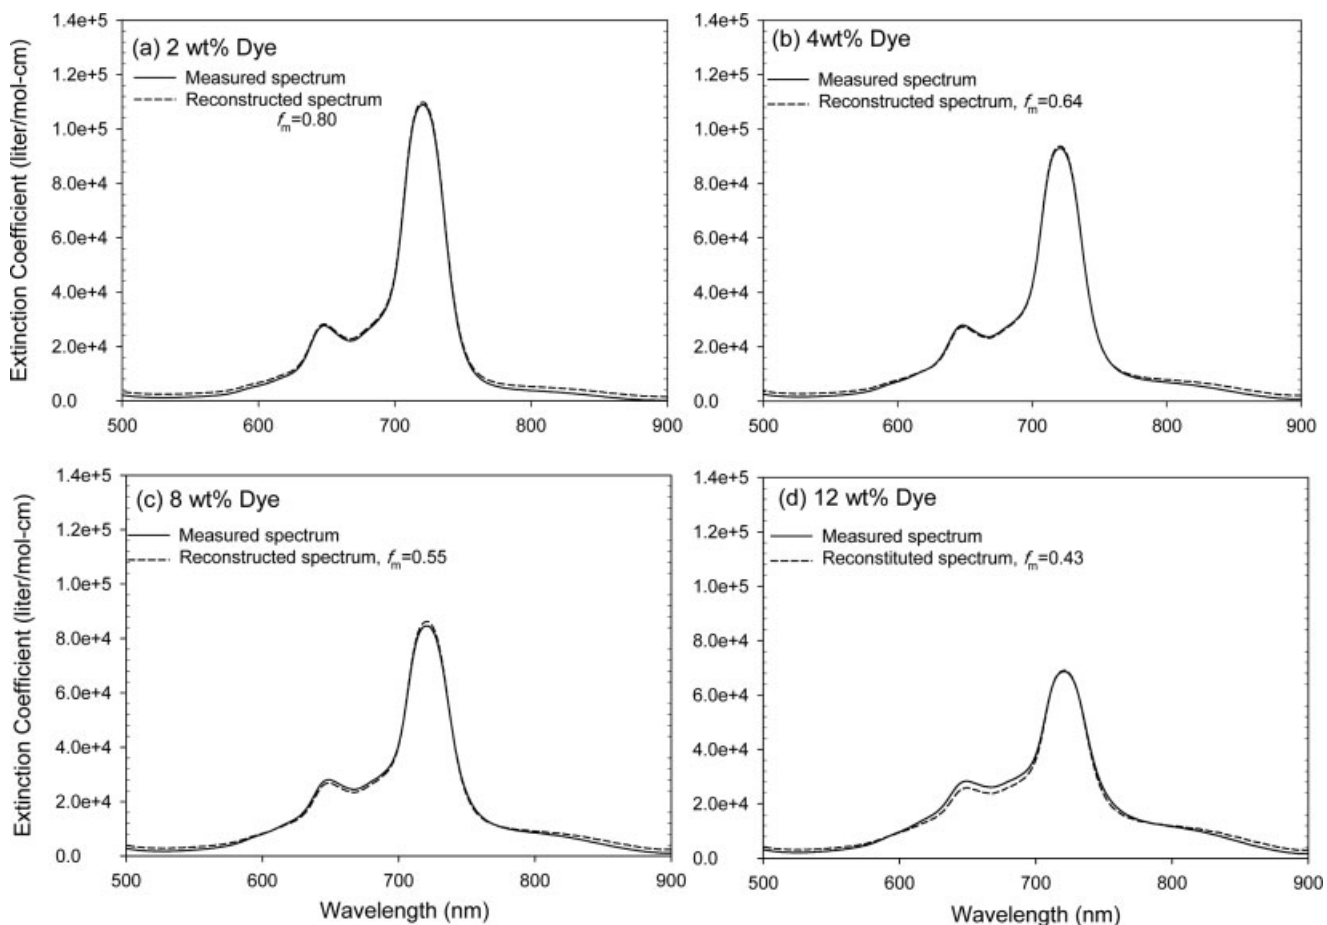 1.4e+5
1.2e+5
1.0e+5
8.0e+4
6.0e+4
4.0e+4
2.0e+4
0.0
Extinction Coefficient (liter/mol-cm)
(a) 2 wt% Dye
Measured spectrum
Reconstructed spectrum
fm=0.80
500 600 700 800 900
1.4e+5
1.2e+5
1.0e+5
8.0e+4
6.0e+4
4.0e+4
2.0e+4
0.0
(b) 4wt% Dye
Measured spectrum
Reconstructed spectrum, fm=0.64
500 600 700 800 900
1.4e+5
1.2e+5
1.0e+5
8.0e+4
6.0e+4
4.0e+4
2.0e+4
0.0
Extinction Coefficient (liter/mol-cm)
(c) 8 wt% Dye
Measured spectrum
Reconstructed spectrum, fm=0.55
500 600 700 800 900
Wavelength (nm)
1.4e+5
1.2e+5
1.0e+5
8.0e+4
6.0e+4
4.0e+4
2.0e+4
0.0
(d) 12 wt% Dye
Measured spectrum
Reconstituted spectrum, fm=0.43
500 600 700 800 900
Wavelength (nm)